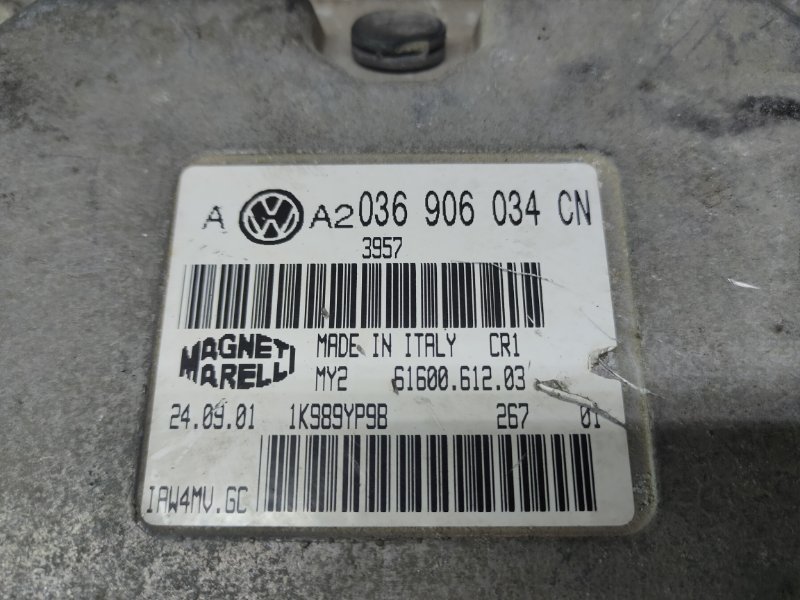 A VW A2 036 906 034 CN
3957
MAGNETI MARELLI
MADE IN ITALY CR1
MY2 61600.612.03
24.09.01 1K989YP9B 267 01
IAW4MV.GC